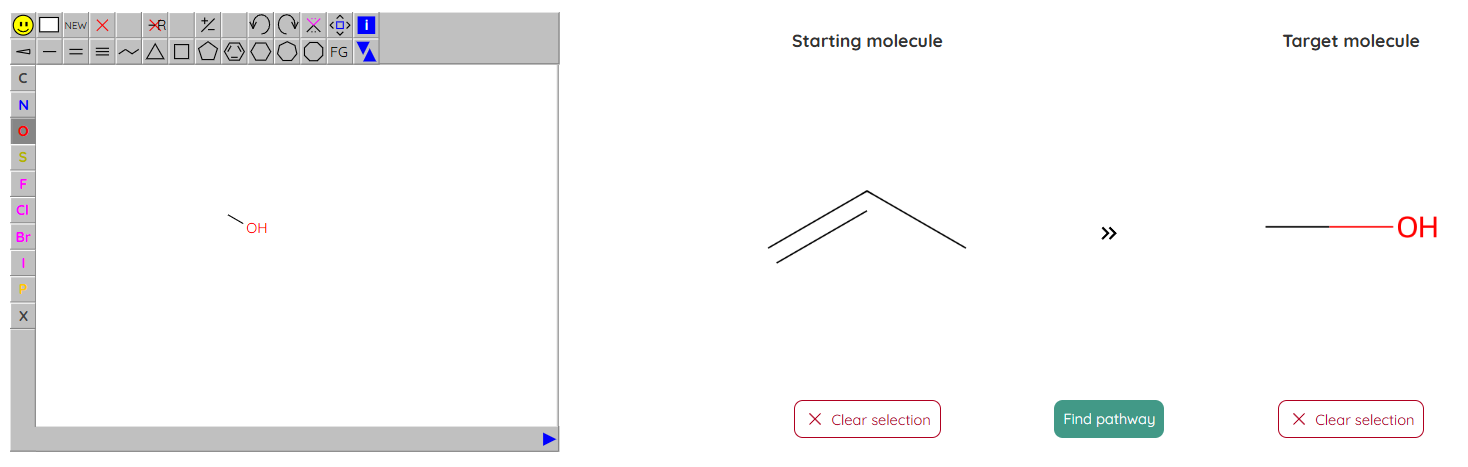 NEW
R
+/-
i
FG
C
N
O
S
F
Cl
Br
I
P
X
OH
Starting molecule
Target molecule
»
OH
Clear selection
Find pathway
Clear selection